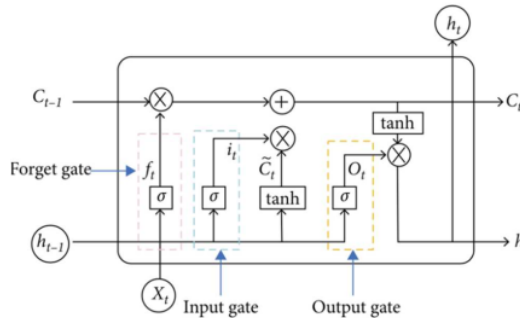 h_t
C_{t-1}
C_t
tanh
Forget gate
f_t
i_t
C̃_t
O_t
σ
σ
tanh
σ
h_{t-1}
h
X_t
Input gate
Output gate